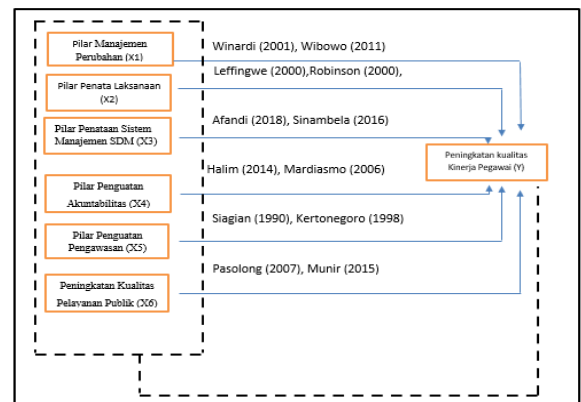 Pilar Manajemen
Perubahan (X1)
Winardi (2001), Wibowo (2011)
Leffingwe (2000),Robinson (2000),
Pilar Penata Laksanaan
(X2)
Afandi (2018), Sinambela (2016)
Pilar Penataan Sistem
Manajemen SDM (X3)
Peningkatan kualitas
Kinerja Pegawai (Y)
Halim (2014), Mardiasmo (2006)
Pilar Penguatan
Akuntabilitas (X4)
Siagian (1990), Kertonegoro (1998)
Pilar Penguatan
Pengawasan (X5)
Pasolong (2007), Munir (2015)
Peningkatan Kualitas
Pelayanan Publik (X6)